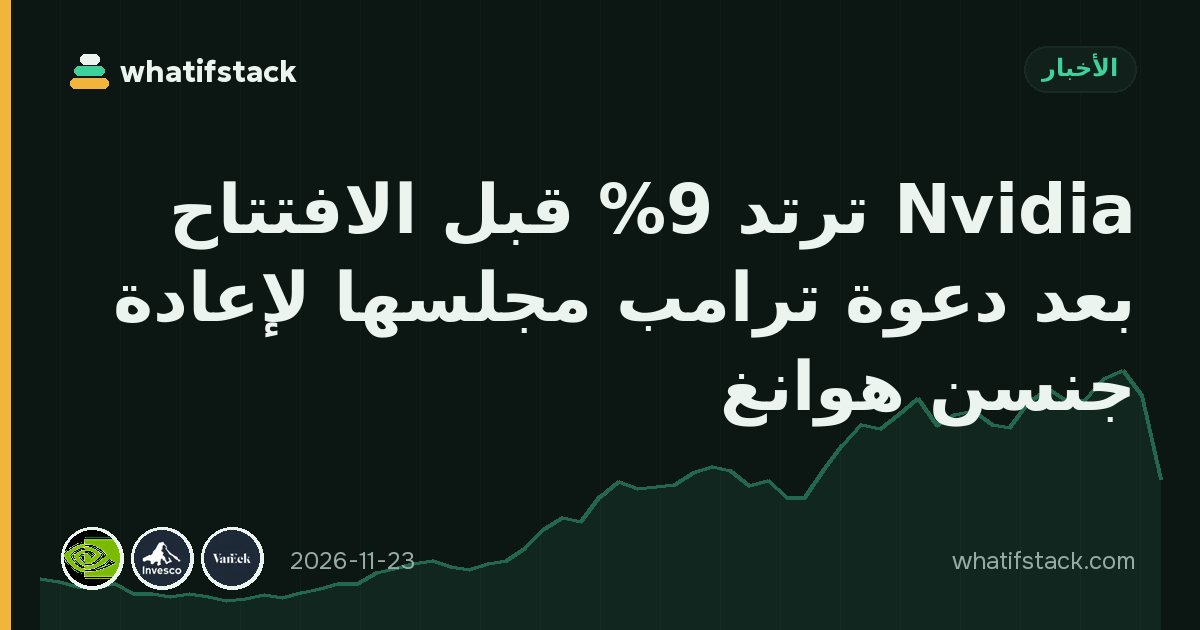 whatifstack
الأخبار
Nvidia ترتد 9% قبل الافتتاح
بعد دعوة ترامب مجلسها لإعادة
جنسن هوانغ
Invesco
VanEck
2026-11-23
whatifstack.com